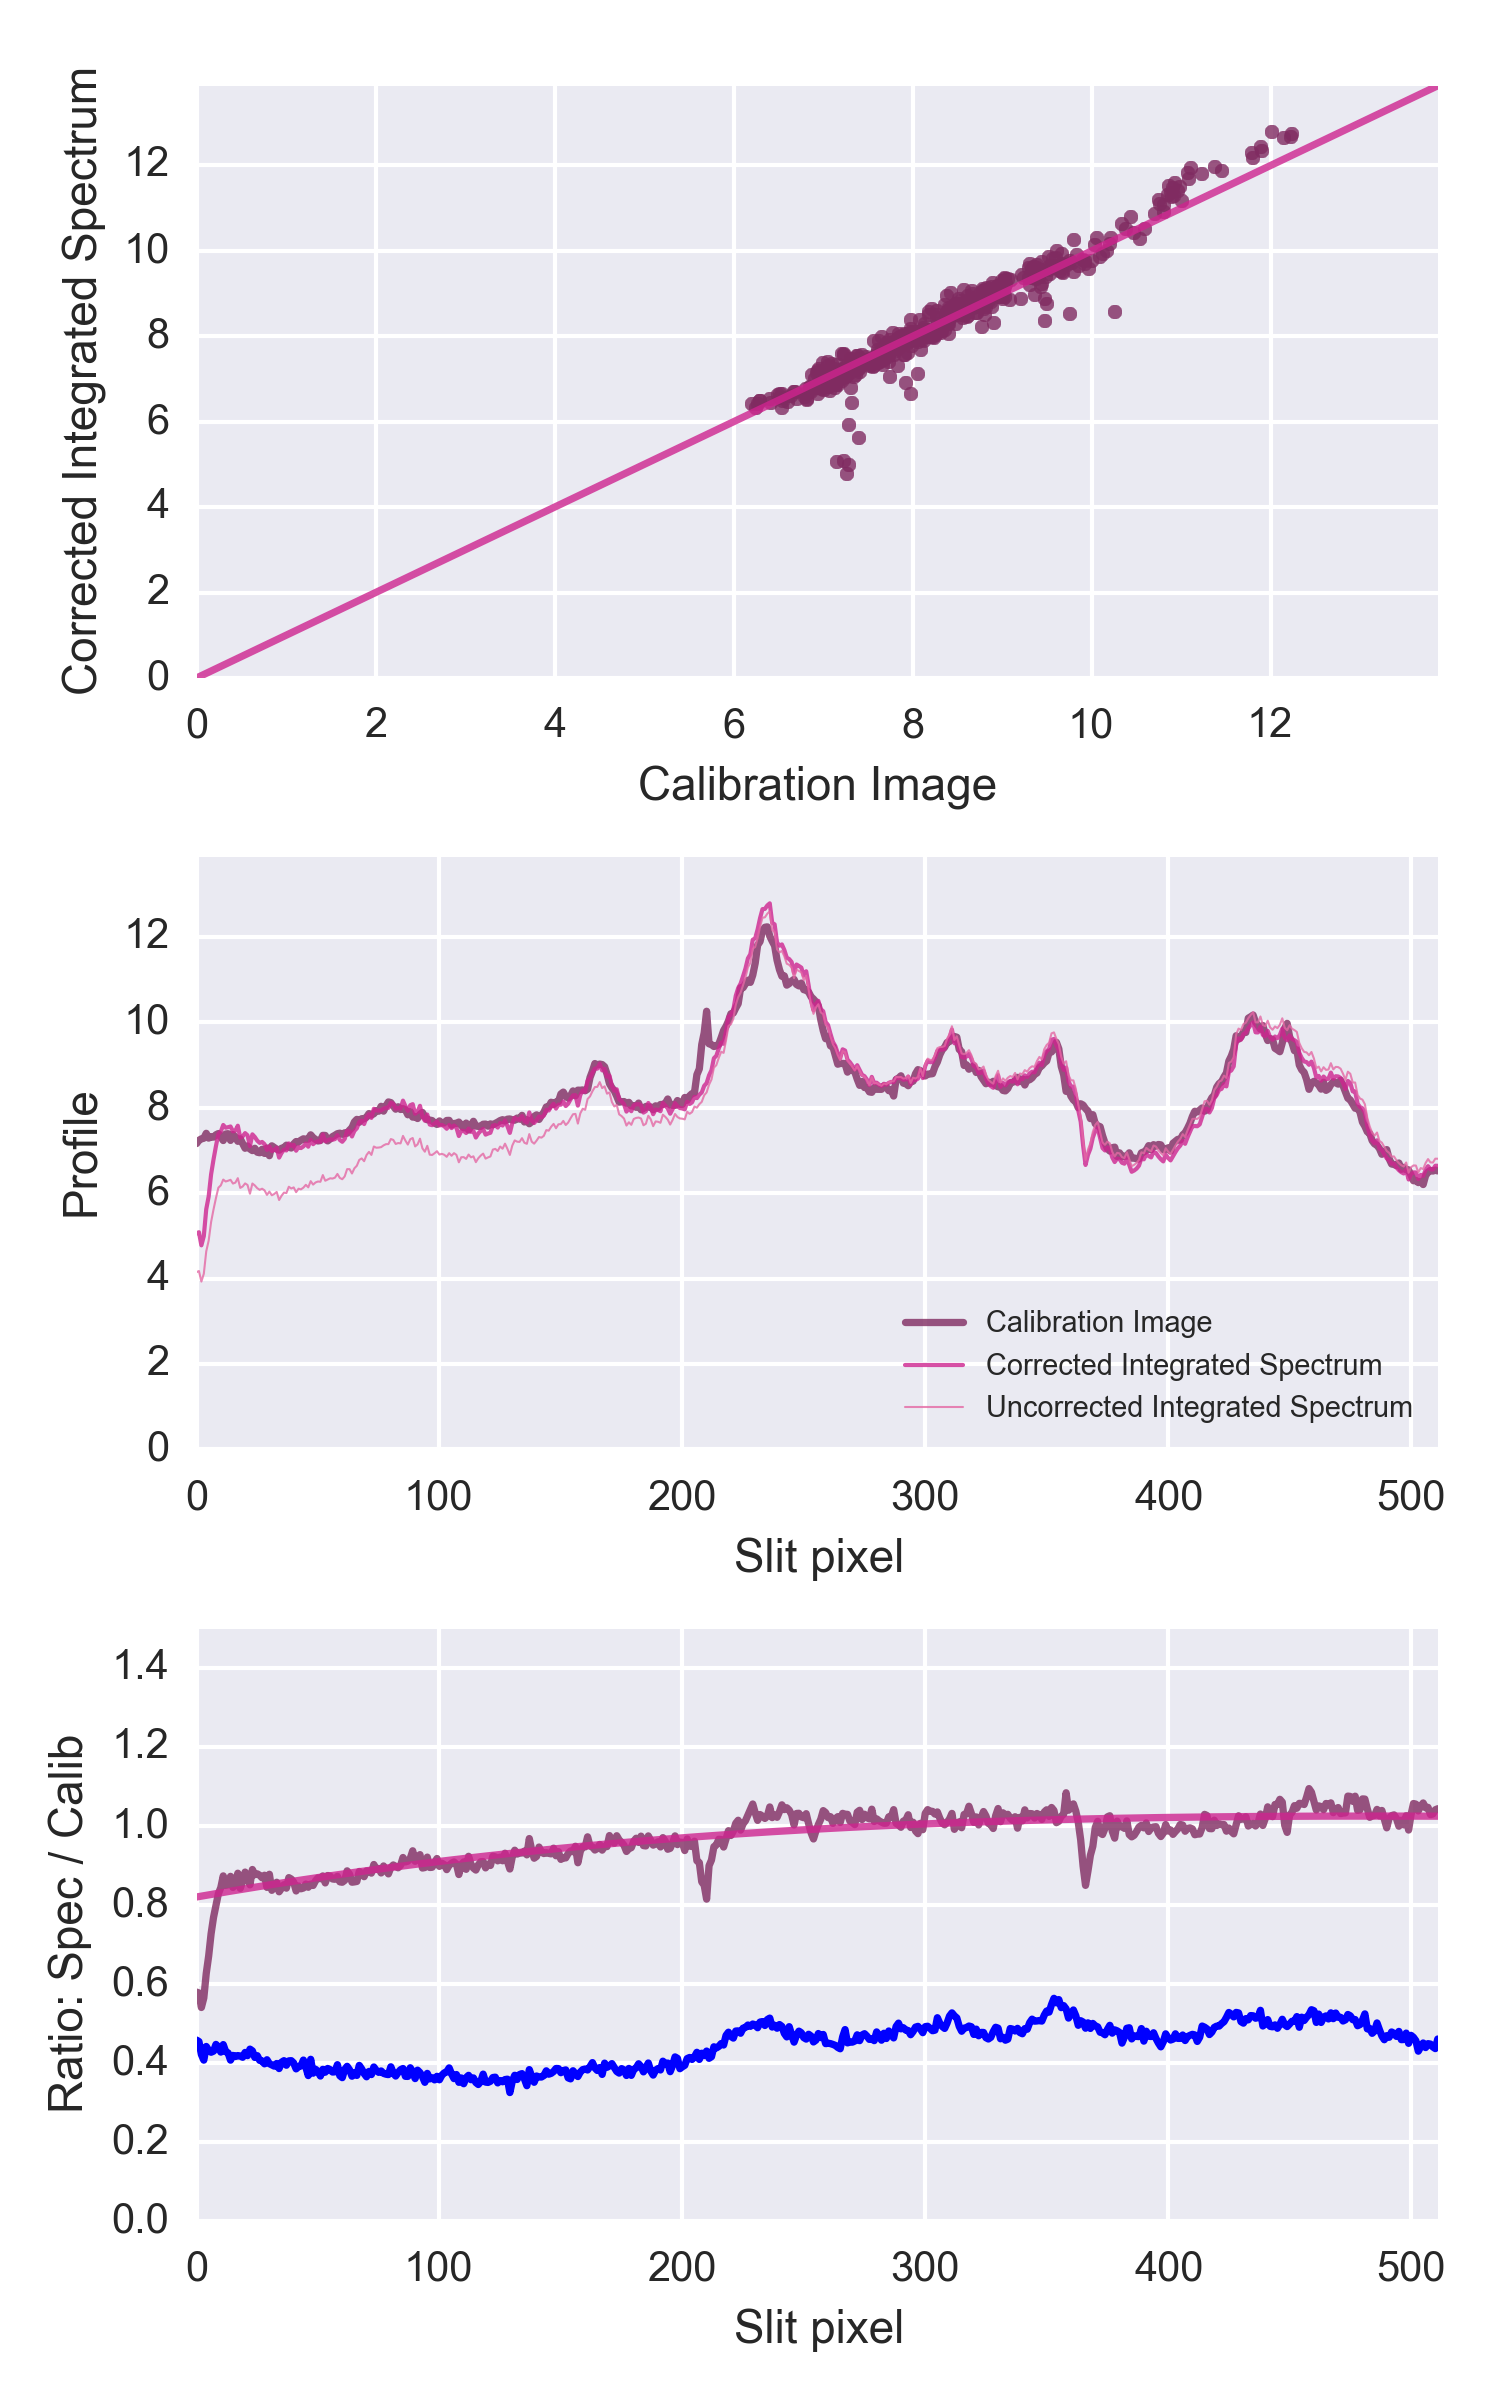 Corrected Integrated Spectrum
12
10
8
6
4
2
0
0 2 4 6 8 10 12
Calibration Image
Profile
12
10
8
6
4
2
0
Calibration Image
Corrected Integrated Spectrum
Uncorrected Integrated Spectrum
0 100 200 300 400 500
Slit pixel
Ratio: Spec / Calib
1.4
1.2
1.0
0.8
0.6
0.4
0.2
0.0
0 100 200 300 400 500
Slit pixel